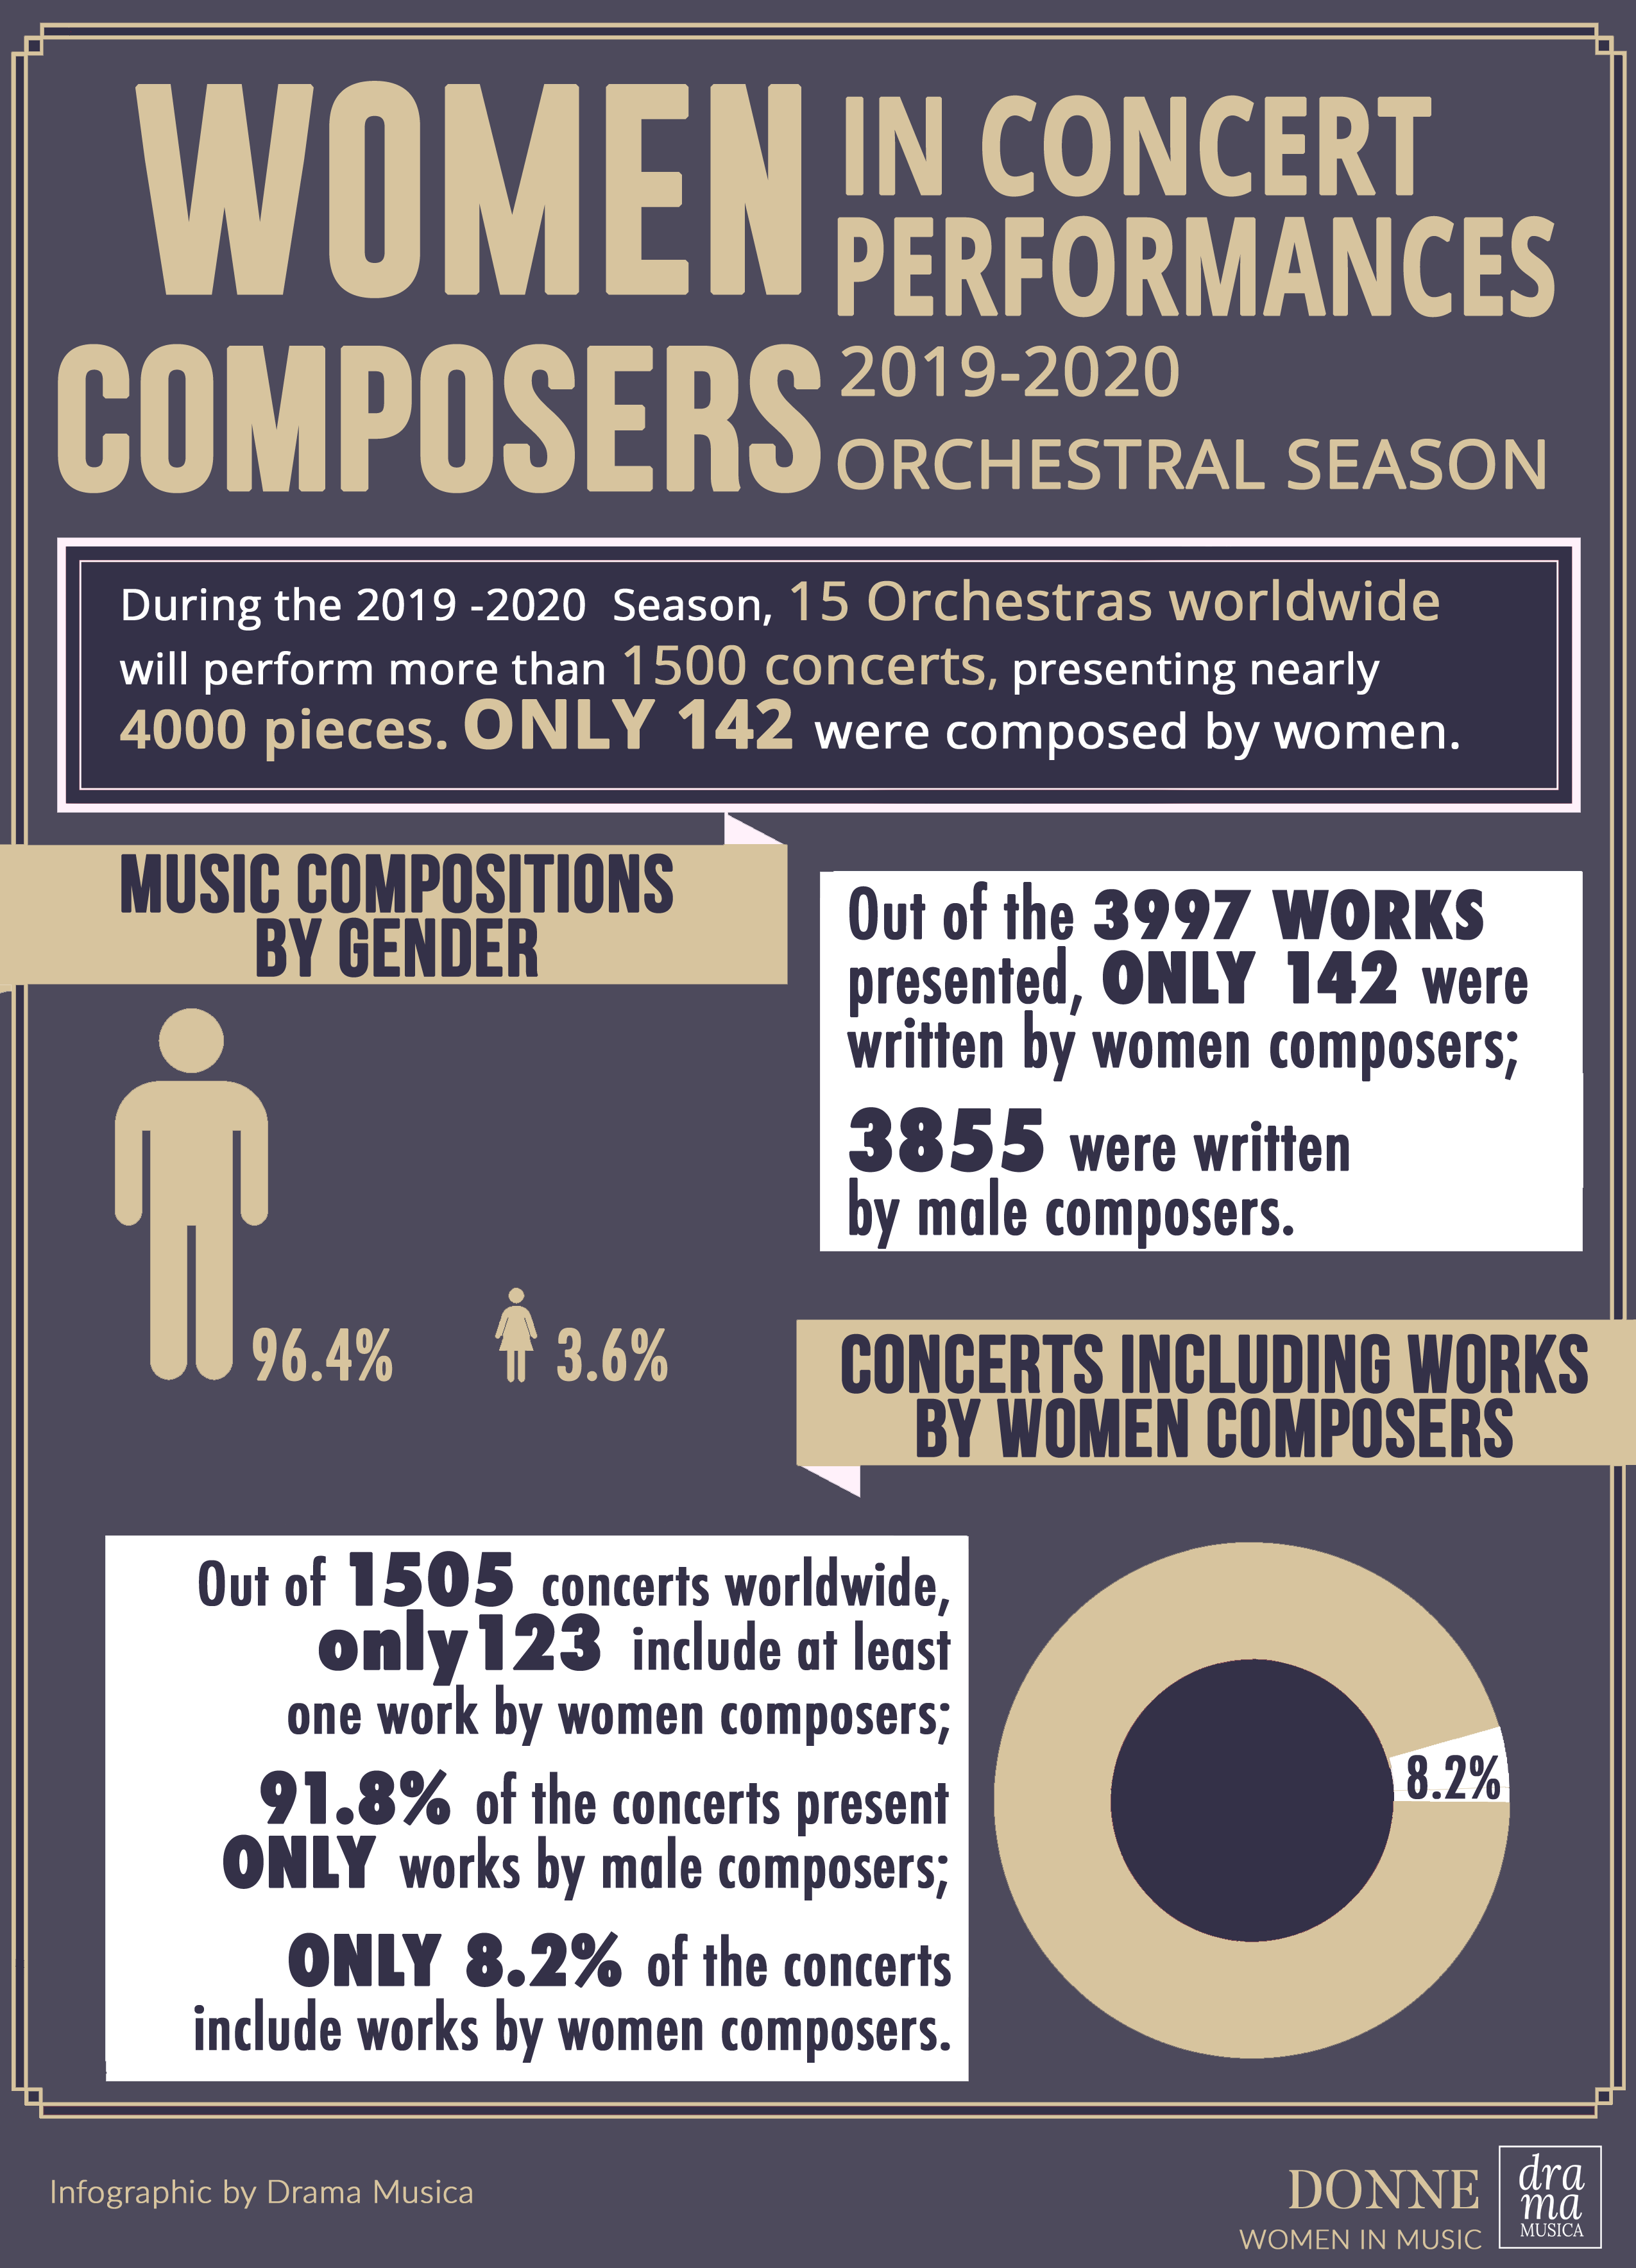 WOMEN
COMPOSERS
IN CONCERT
PERFORMANCES
2019-2020
ORCHESTRAL SEASON
During the 2019 -2020 Season, 15 Orchestras worldwide
will perform more than 1500 concerts, presenting nearly
4000 pieces. ONLY 142 were composed by women.
MUSIC COMPOSITIONS
BY GENDER
96.4%
3.6%
Out of the 3997 WORKS
presented, ONLY 142 were
written by women composers;
3855 were written
by male composers.
CONCERTS INCLUDING WORKS
BY WOMEN COMPOSERS
Out of 1505 concerts worldwide,
only 123 include at least
one work by women composers;
91.8% of the concerts present
ONLY works by male composers;
ONLY 8.2% of the concerts
include works by women composers.
8.2%
Infographic by Drama Musica
DONNE
WOMEN IN MUSIC
dra
ma
MUSICA